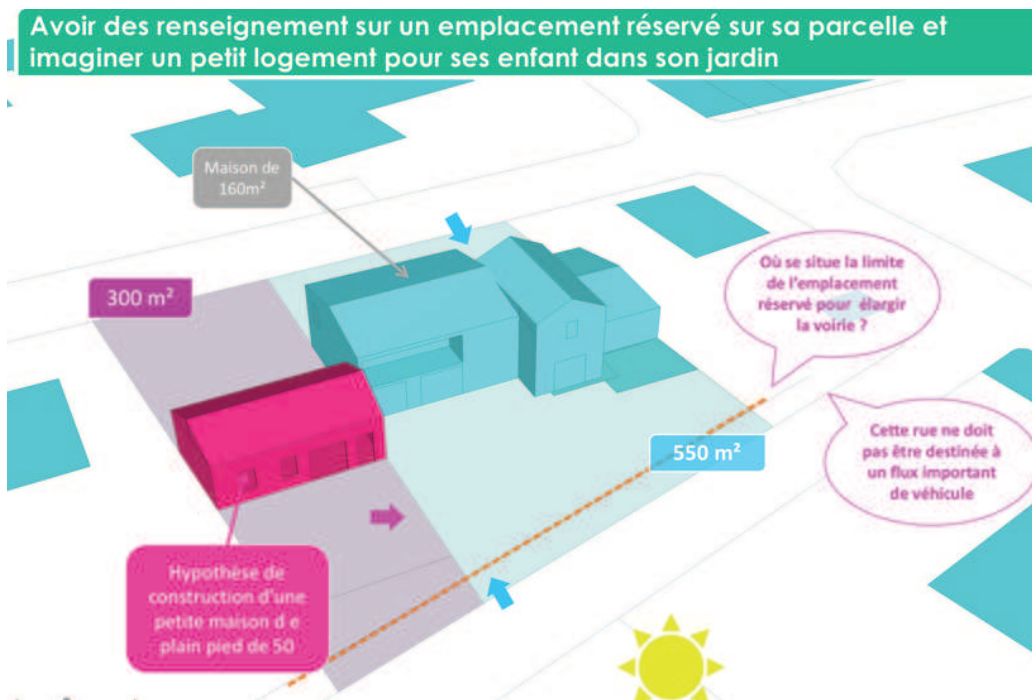 Avoir des renseignement sur un emplacement réservé sur sa parcelle et
imaginer un petit logement pour ses enfant dans son jardin
Maison de
160m²
300 m²
Où se situe la limite
de l'emplacement
réservé pour élargir
la voirie ?
550 m²
Cette rue ne doit
pas être destinée à
un flux important
de véhicule
Hypothèse de
construction d'une
petite maison d e
plain pied de 50